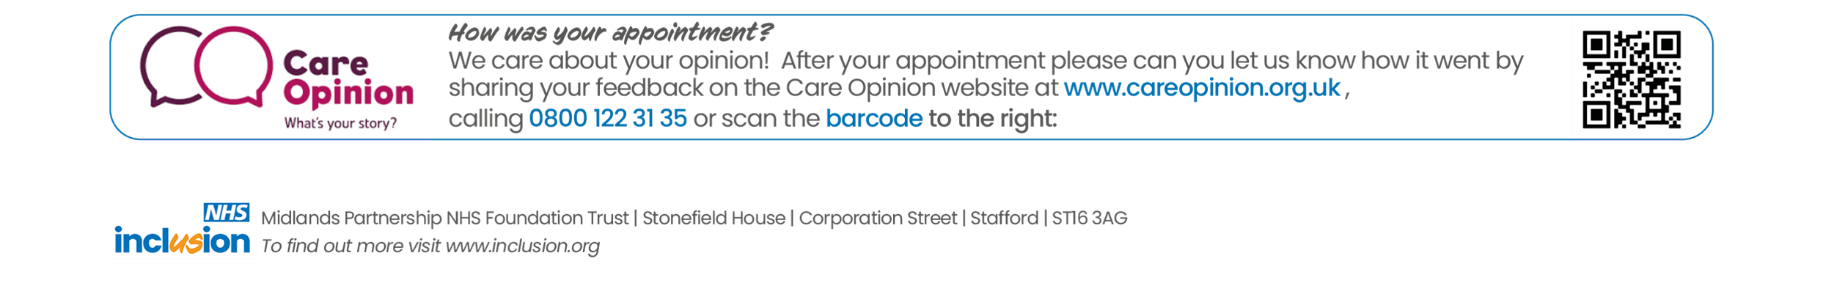 How was your appointment?
Care Opinion
What's your story?
We care about your opinion!  After your appointment please can you let us know how it went by
sharing your feedback on the Care Opinion website at www.careopinion.org.uk ,
calling 0800 122 31 35 or scan the barcode to the right:
NHS
inclusion
Midlands Partnership NHS Foundation Trust | Stonefield House | Corporation Street | Stafford | ST16 3AG
To find out more visit www.inclusion.org